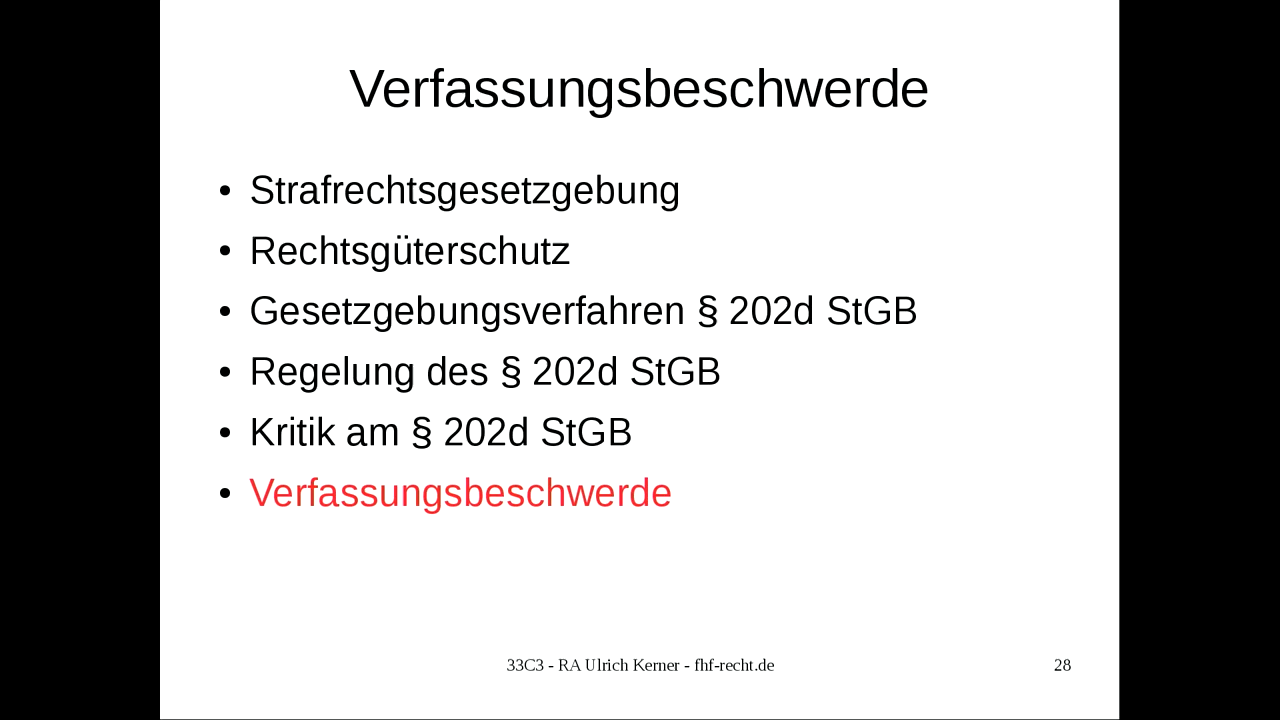 Verfassungsbeschwerde
• Strafrechtsgesetzgebung
• Rechtsgüterschutz
• Gesetzgebungsverfahren § 202d StGB
• Regelung des § 202d StGB
• Kritik am § 202d StGB
• Verfassungsbeschwerde
33C3 - RA Ulrich Kerner - fhf-recht.de
28